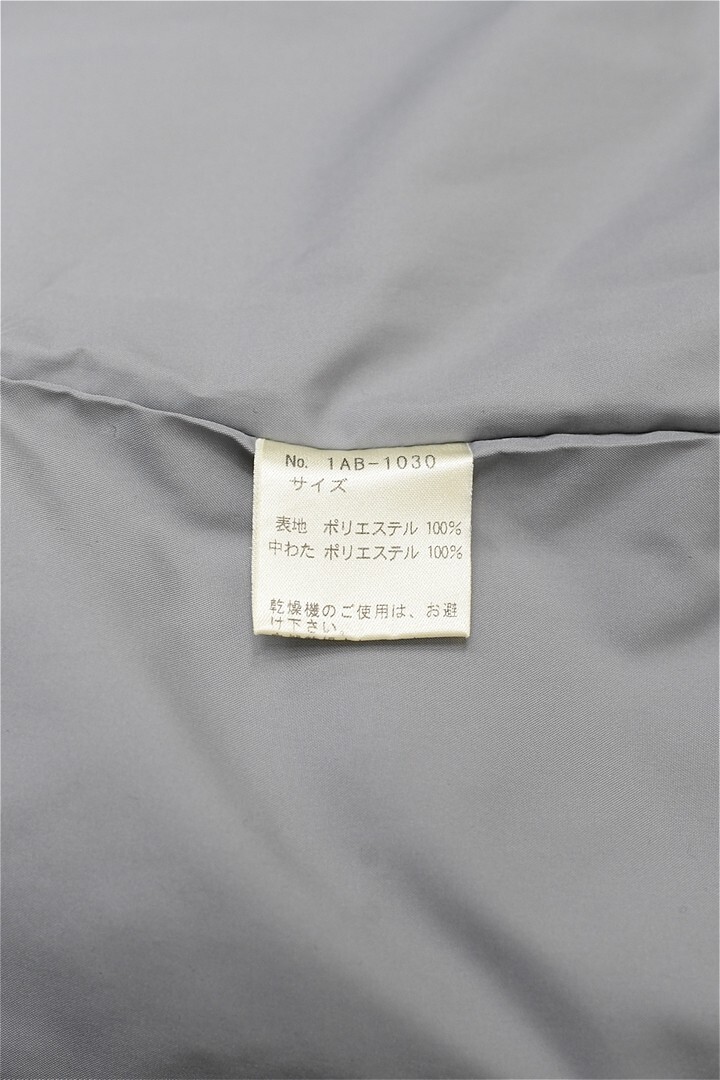 No. 1AB-1030
サイズ
表地 ポリエステル 100%
中わた ポリエステル 100%
乾燥機のご使用は、お避
け下さい。